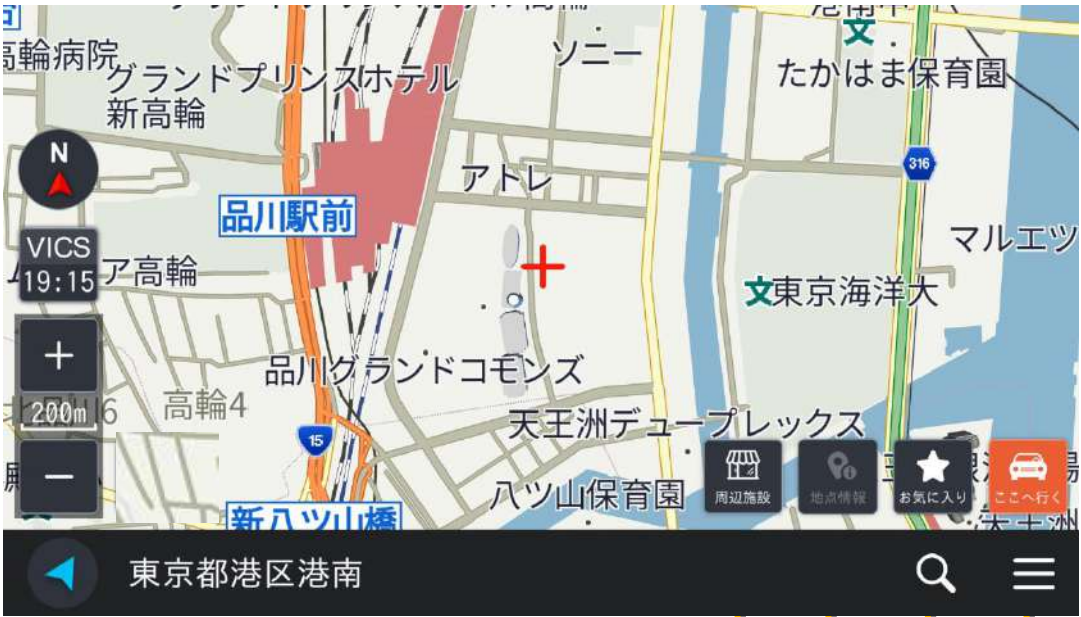 高輪病院
グランドプリンスホテル
新高輪
ソニー
たかはま保育園
文
N
316
アトレ
品川駅前
マルエツ
VICS
19:15
ア高輪
文東京海洋大
品川グランドコモンズ
200m
高輪4
天王洲デュープレックス
15
八ツ山保育園
新八ツ山橋
周辺施設
地点情報
お気に入り
ここへ行く
天王洲
東京都港区港南